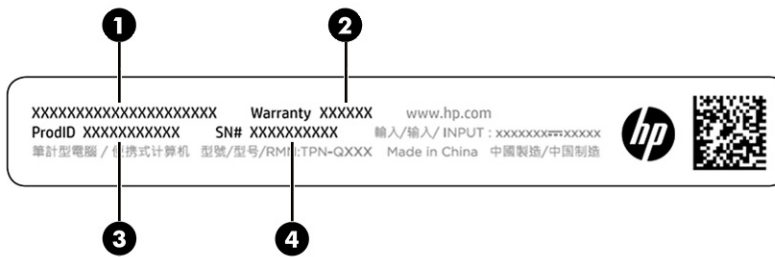 1
2
XXXXXXXXXXXXXXXXXXXXX Warranty XXXXXX www.hp.com
ProdID XXXXXXXXXXX SN# XXXXXXXXXX 輸入/输入/ INPUT : xxxxxxx⎓xxxxx
筆計型電腦 / 便携式计算机 型號/型号/RMN:TPN-QXXX Made in China 中國製造/中国制造
hp
3
4